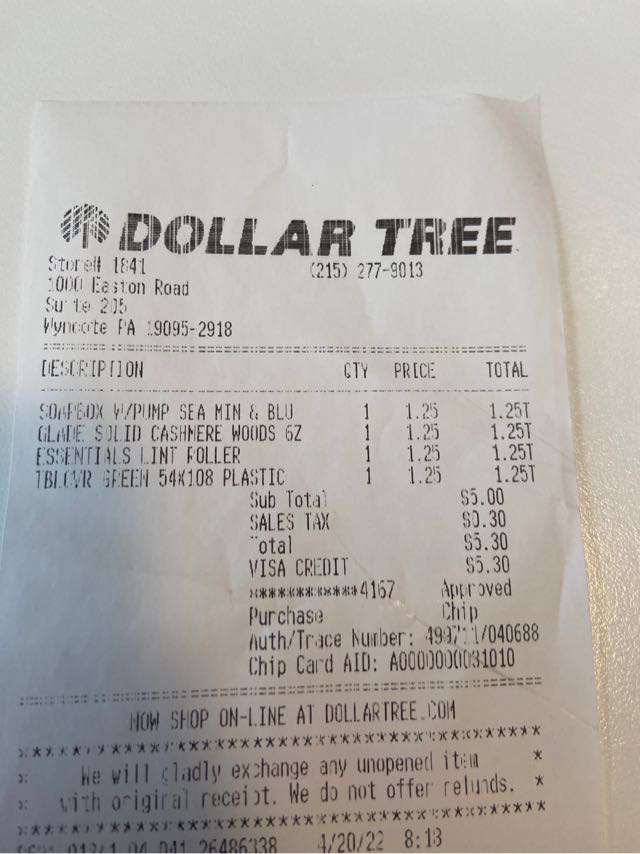 DOLLAR TREE
Store# 1841 (215) 277-9013
1000 Easton Road
Suite 205
Wyncote PA 19095-2918
DESCRIPTION QTY PRICE TOTAL
SOAPBOX W/PUMP SEA MIN & BLU 1 1.25 1.25T
GLADE SOLID CASHMERE WOODS 6Z 1 1.25 1.25T
ESSENTIALS LINT ROLLER 1 1.25 1.25T
TBLCVR GREEN 54X108 PLASTIC 1 1.25 1.25T
Sub Total $5.00
SALES TAX $0.30
Total $5.30
VISA CREDIT $5.30
************4167 Approved
Purchase Chip
Auth/Trace Number: 499711/040688
Chip Card AID: A0000000031010
NOW SHOP ON-LINE AT DOLLARTREE.COM
We will gladly exchange any unopened item
with original receipt. We do not offer refunds.
26486338 4/20/22 8:18